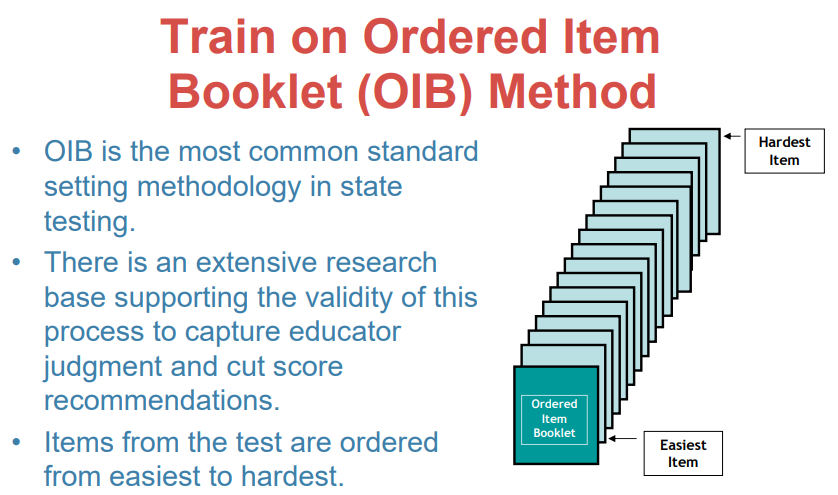 Train on Ordered Item
Booklet (OIB) Method
• OIB is the most common standard
setting methodology in state
testing.
• There is an extensive research
base supporting the validity of this
process to capture educator
judgment and cut score
recommendations.
• Items from the test are ordered
from easiest to hardest.
Hardest
Item
Ordered
Item
Booklet
Easiest
Item